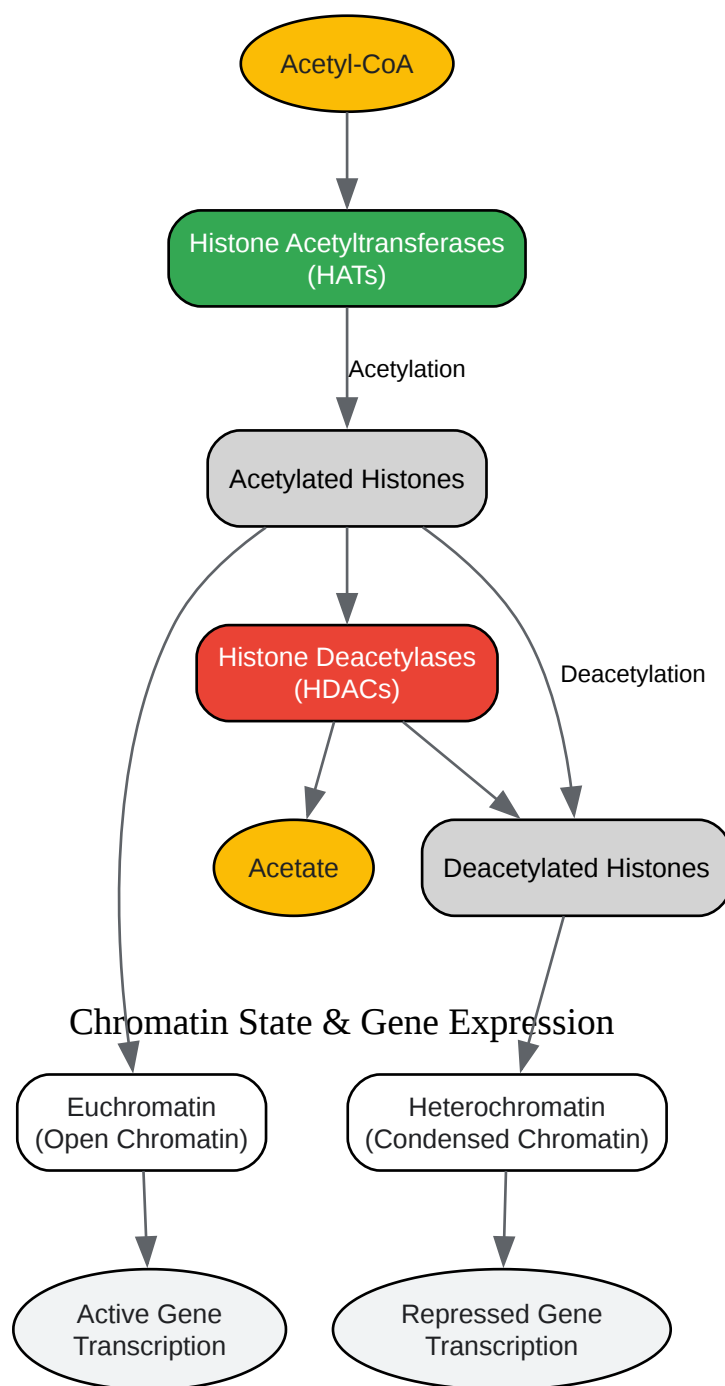 Acetyl-CoA
Histone Acetyltransferases
(HATs)
Acetylation
Acetylated Histones
Histone Deacetylases
(HDACs)
Deacetylation
Acetate
Deacetylated Histones
Chromatin State & Gene Expression
Euchromatin
(Open Chromatin)
Heterochromatin
(Condensed Chromatin)
Active Gene
Transcription
Repressed Gene
Transcription